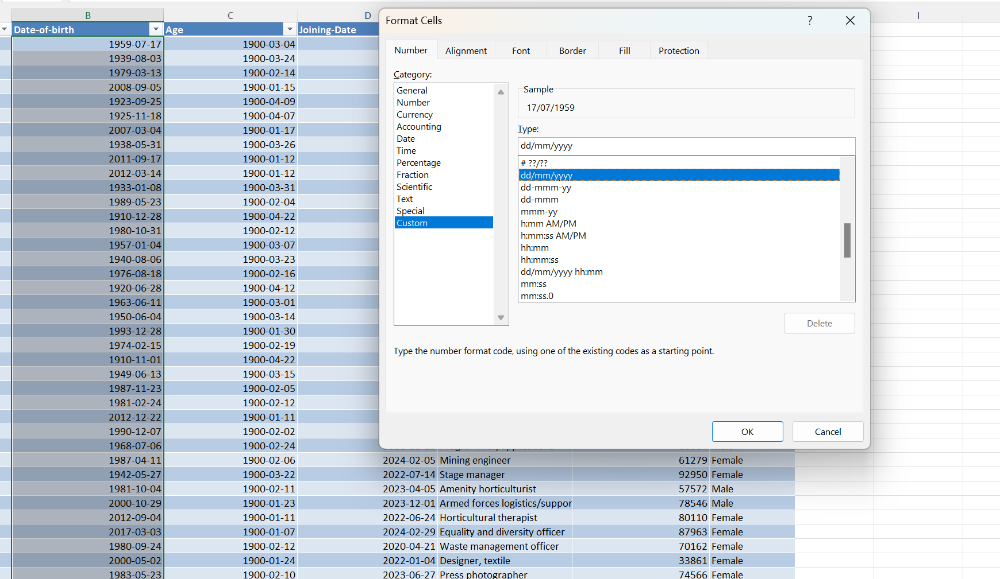 B C D I
Date-of-birth Age Joining-Date
1959-07-17 1900-03-04
1939-08-03 1900-03-24
1979-03-13 1900-02-14
2008-09-05 1900-01-15
1923-09-25 1900-04-09
1925-11-18 1900-04-07
2007-03-04 1900-01-17
1938-05-31 1900-03-26
2011-09-17 1900-01-12
2012-03-14 1900-01-12
1933-01-08 1900-03-31
1989-05-23 1900-02-04
1910-12-28 1900-04-22
1980-10-31 1900-02-12
1957-01-04 1900-03-07
1940-08-06 1900-03-23
1976-08-18 1900-02-16
1920-06-28 1900-04-12
1963-06-11 1900-03-01
1950-06-04 1900-03-14
1993-12-28 1900-01-30
1974-02-15 1900-02-19
1910-11-01 1900-04-22
1949-06-13 1900-03-15
1987-11-23 1900-02-05
1981-02-24 1900-02-12
2012-12-22 1900-01-11
1990-12-07 1900-02-02
1968-07-06 1900-02-24
1987-04-11 1900-02-06 2024-02-05 Mining engineer 61279 Female
1942-05-27 1900-03-22 2022-07-14 Stage manager 92950 Female
1981-10-04 1900-02-11 2023-04-05 Amenity horticulturist 57572 Male
2000-10-29 1900-01-23 2023-12-01 Armed forces logistics/suppor 78546 Male
2012-09-04 1900-01-11 2022-06-24 Horticultural therapist 80110 Female
2017-03-03 1900-01-07 2024-02-29 Equality and diversity officer 87963 Female
1980-09-24 1900-02-12 2020-04-21 Waste management officer 70162 Female
2000-05-02 1900-01-24 2022-01-04 Designer, textile 33861 Female
1983-05-23 1900-02-10 2023-06-27 Press photographer 74566 Female
Format Cells ?
Number Alignment Font Border Fill Protection
Category:
General
Number
Currency
Accounting
Date
Time
Percentage
Fraction
Scientific
Text
Special
Custom
Sample
17/07/1959
Type:
dd/mm/yyyy
# ??/??
dd/mm/yyyy
dd-mmm-yy
dd-mmm
mmm-yy
h:mm AM/PM
h:mm:ss AM/PM
hh:mm
hh:mm:ss
dd/mm/yyyy hh:mm
mm:ss
mm:ss.0
Delete
Type the number format code, using one of the existing codes as a starting point.
OK Cancel